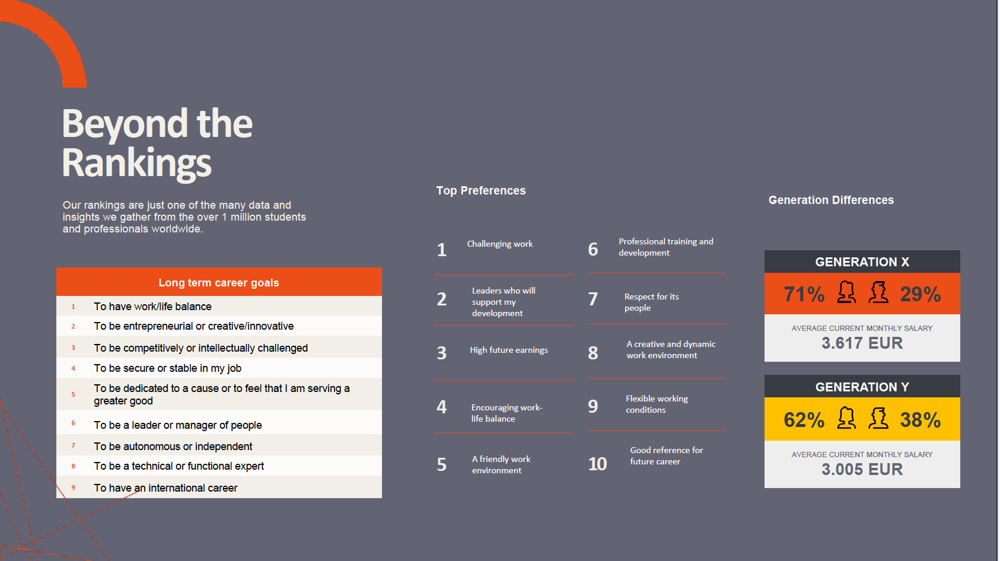 Beyond the
Rankings
Our rankings are just one of the many data and
insights we gather from the over 1 million students
and professionals worldwide.
Long term career goals
1 To have work/life balance
2 To be entrepreneurial or creative/innovative
3 To be competitively or intellectually challenged
4 To be secure or stable in my job
5 To be dedicated to a cause or to feel that I am serving a
greater good
6 To be a leader or manager of people
7 To be autonomous or independent
8 To be a technical or functional expert
9 To have an international career
Top Preferences
1 Challenging work
2 Leaders who will
support my
development
3 High future earnings
4 Encouraging work-
life balance
5 A friendly work
environment
6 Professional training and
development
7 Respect for its
people
8 A creative and dynamic
work environment
9 Flexible working
conditions
10 Good reference for
future career
Generation Differences
GENERATION X
71% 29%
AVERAGE CURRENT MONTHLY SALARY
3.617 EUR
GENERATION Y
62% 38%
AVERAGE CURRENT MONTHLY SALARY
3.005 EUR